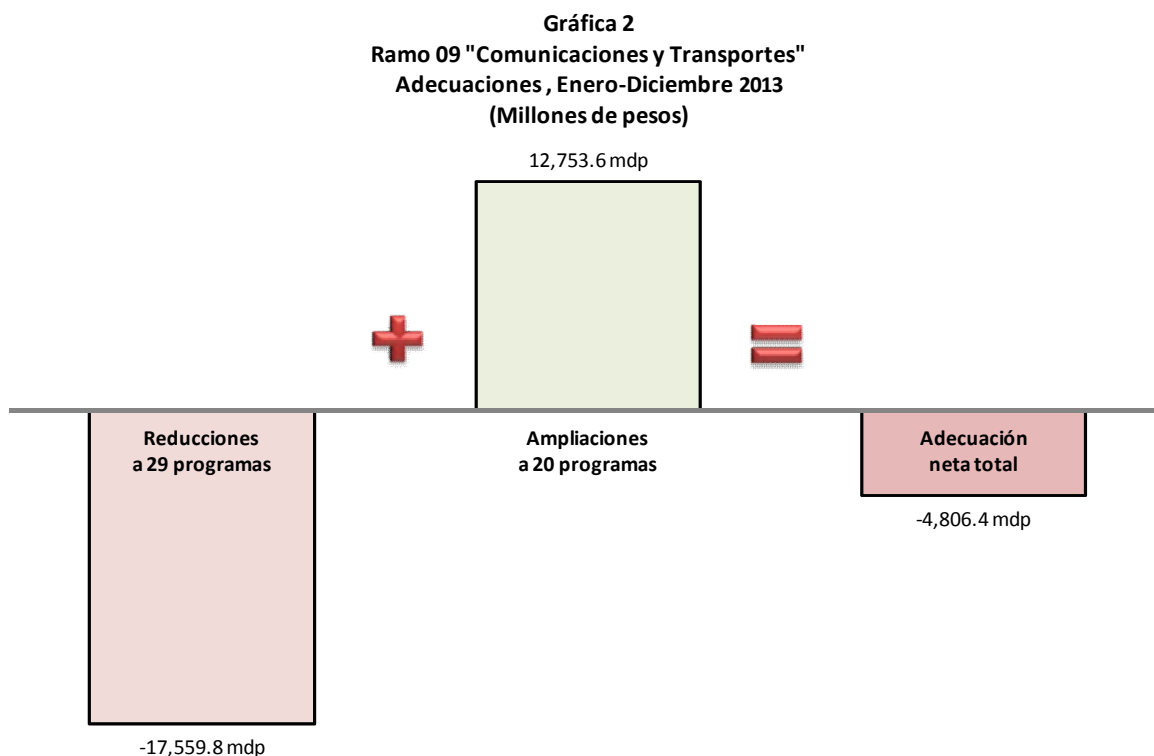 Gráfica 2
Ramo 09 "Comunicaciones y Transportes"
Adecuaciones , Enero-Diciembre 2013
(Millones de pesos)
12,753.6 mdp
Reducciones
a 29 programas
Ampliaciones
a 20 programas
Adecuación
neta total
-4,806.4 mdp
-17,559.8 mdp